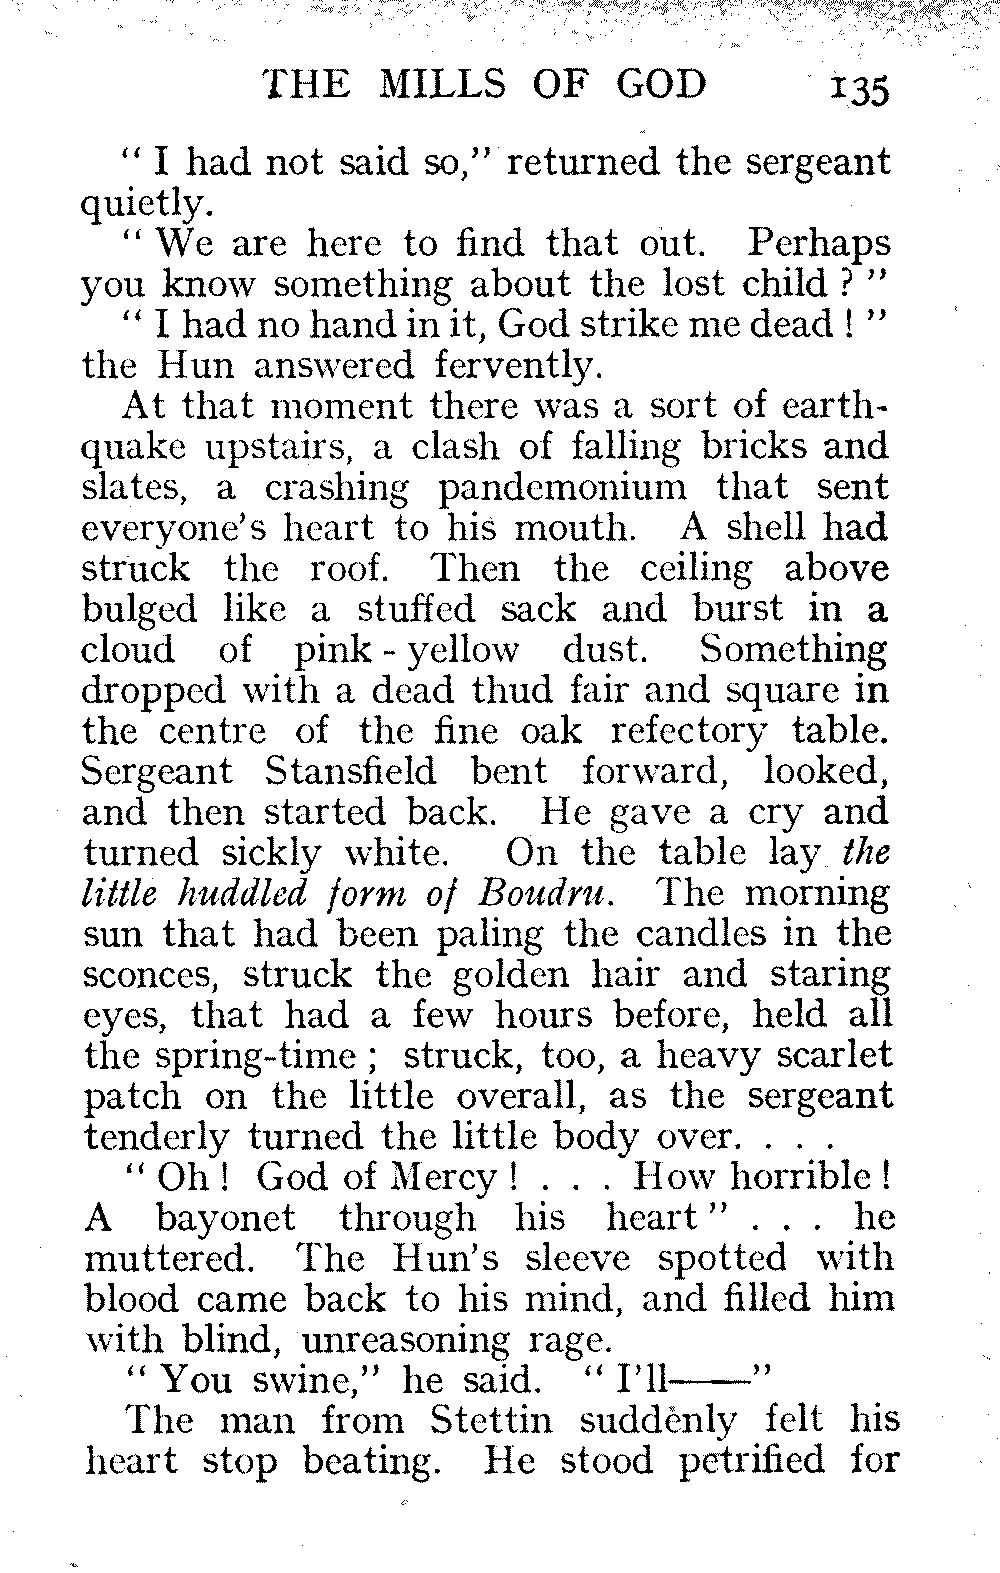 THE MILLS OF GOD 135
“ I had not said so,” returned the sergeant
quietly.
“ We are here to find that out. Perhaps
you know something about the lost child ? ”
“ I had no hand in it, God strike me dead ! ”
the Hun answered fervently.
At that moment there was a sort of earth-
quake upstairs, a clash of falling bricks and
slates, a crashing pandemonium that sent
everyone’s heart to his mouth. A shell had
struck the roof. Then the ceiling above
bulged like a stuffed sack and burst in a
cloud of pink - yellow dust. Something
dropped with a dead thud fair and square in
the centre of the fine oak refectory table.
Sergeant Stansfield bent forward, looked,
and then started back. He gave a cry and
turned sickly white. On the table lay the
little huddled form of Boudru. The morning
sun that had been paling the candles in the
sconces, struck the golden hair and staring
eyes, that had a few hours before, held all
the spring-time ; struck, too, a heavy scarlet
patch on the little overall, as the sergeant
tenderly turned the little body over. . . .
“ Oh ! God of Mercy ! . . . How horrible !
A bayonet through his heart ” . . . he
muttered. The Hun’s sleeve spotted with
blood came back to his mind, and filled him
with blind, unreasoning rage.
“ You swine,” he said. “ I’ll——”
The man from Stettin suddenly felt his
heart stop beating. He stood petrified for